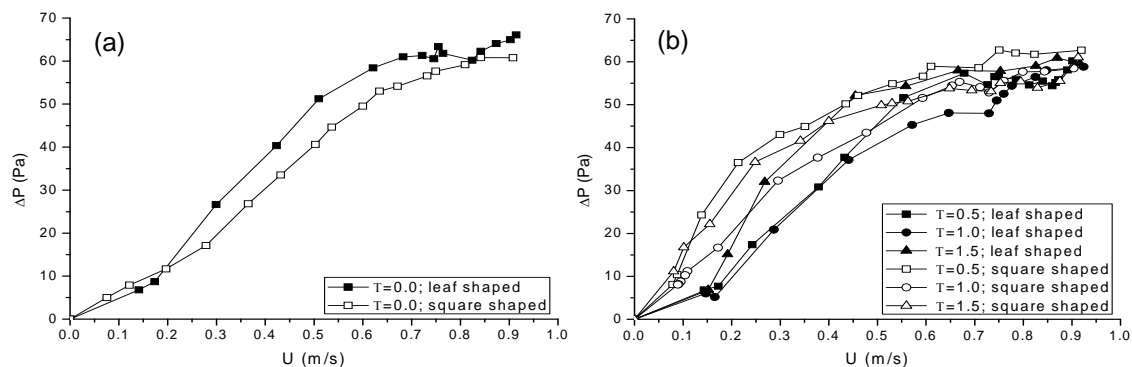 (a)
70
60
50
40
30
20
10
0
ΔP (Pa)
0.0 0.1 0.2 0.3 0.4 0.5 0.6 0.7 0.8 0.9 1.0
U (m/s)
T=0.0; leaf shaped
T=0.0; square shaped
(b)
70
60
50
40
30
20
10
0
ΔP (Pa)
0.0 0.1 0.2 0.3 0.4 0.5 0.6 0.7 0.8 0.9 1.0
U (m/s)
T=0.5; leaf shaped
T=1.0; leaf shaped
T=1.5; leaf shaped
T=0.5; square shaped
T=1.0; square shaped
T=1.5; square shaped